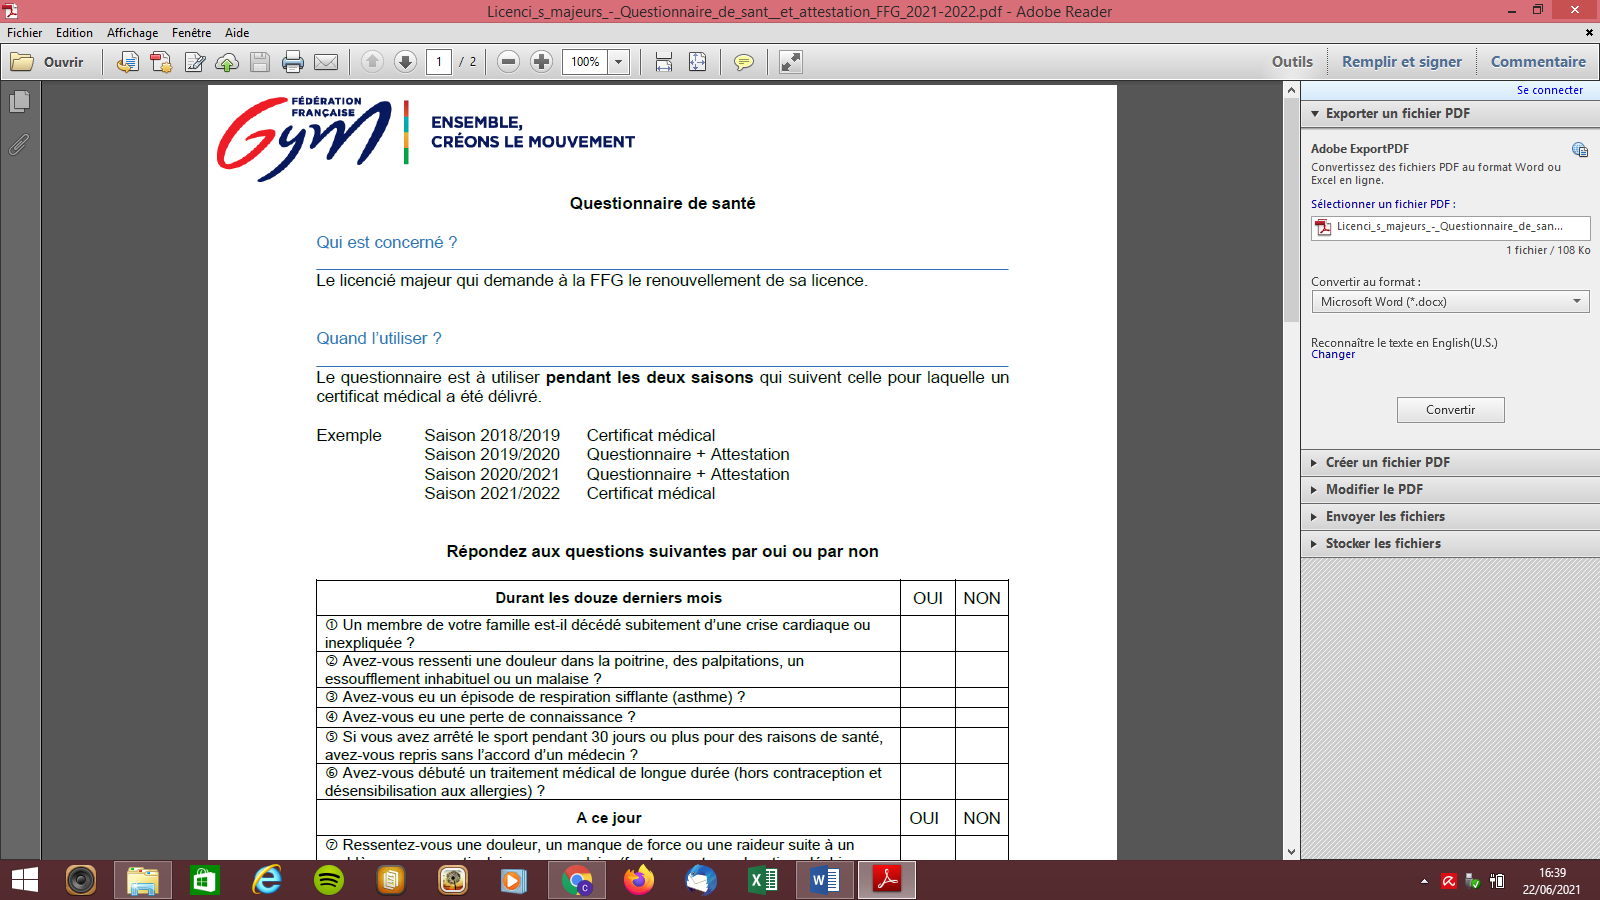 Licenci_s_majeurs_-_Questionnaire_de_sant__et_attestation_FFG_2021-2022.pdf - Adobe Reader
Fichier Edition Affichage Fenêtre Aide
Ouvrir 1 / 2 100% Outils Remplir et signer Commentaire
Se connecter
FÉDÉRATION
FRANÇAISE
Gym
ENSEMBLE,
CRÉONS LE MOUVEMENT
Questionnaire de santé
Qui est concerné ?
Le licencié majeur qui demande à la FFG le renouvellement de sa licence.
Quand l'utiliser ?
Le questionnaire est à utiliser pendant les deux saisons qui suivent celle pour laquelle un
certificat médical a été délivré.
Exemple Saison 2018/2019 Certificat médical
Saison 2019/2020 Questionnaire + Attestation
Saison 2020/2021 Questionnaire + Attestation
Saison 2021/2022 Certificat médical
Répondez aux questions suivantes par oui ou par non
Durant les douze derniers mois OUI NON
① Un membre de votre famille est-il décédé subitement d'une crise cardiaque ou
inexpliquée ?
② Avez-vous ressenti une douleur dans la poitrine, des palpitations, un
essoufflement inhabituel ou un malaise ?
③ Avez-vous eu un épisode de respiration sifflante (asthme) ?
④ Avez-vous eu une perte de connaissance ?
⑤ Si vous avez arrêté le sport pendant 30 jours ou plus pour des raisons de santé,
avez-vous repris sans l'accord d'un médecin ?
⑥ Avez-vous débuté un traitement médical de longue durée (hors contraception et
désensibilisation aux allergies) ?
A ce jour OUI NON
⑦ Ressentez-vous une douleur, un manque de force ou une raideur suite à un
Exporter un fichier PDF
Adobe ExportPDF
Convertissez des fichiers PDF au format Word ou
Excel en ligne.
Sélectionner un fichier PDF :
Licenci_s_majeurs_-_Questionnaire_de_san...
1 fichier / 108 Ko
Convertir au format :
Microsoft Word (*.docx)
Reconnaître le texte en English(U.S.)
Changer
Convertir
Créer un fichier PDF
Modifier le PDF
Envoyer les fichiers
Stocker les fichiers
16:39
22/06/2021